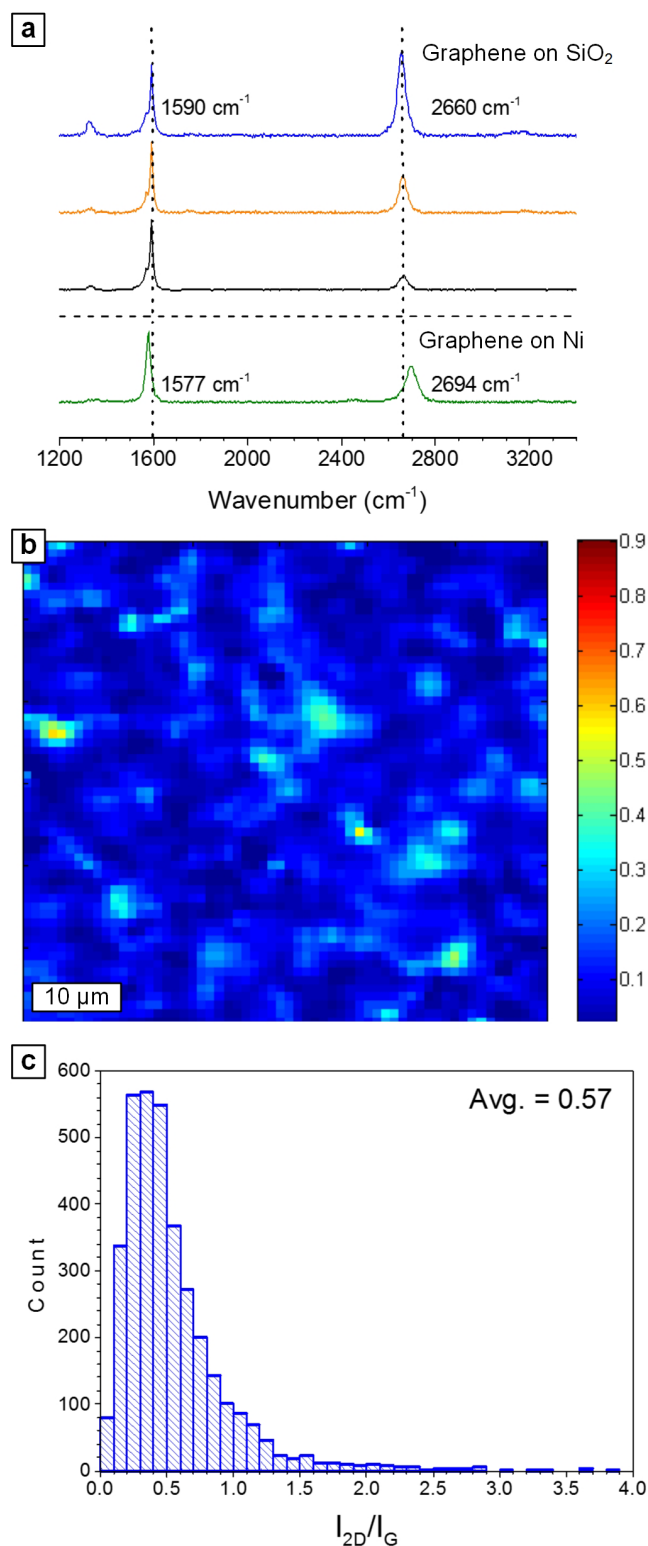 a
Graphene on SiO₂
1590 cm⁻¹
2660 cm⁻¹
Graphene on Ni
1577 cm⁻¹
2694 cm⁻¹
1200 1600 2000 2400 2800 3200
Wavenumber (cm⁻¹)
b
0.9
0.8
0.7
0.6
0.5
0.4
0.3
0.2
0.1
10 µm
c
600
500
400
300
200
100
0
Avg. = 0.57
Count
0.0 0.5 1.0 1.5 2.0 2.5 3.0 3.5 4.0
I₂D/IG